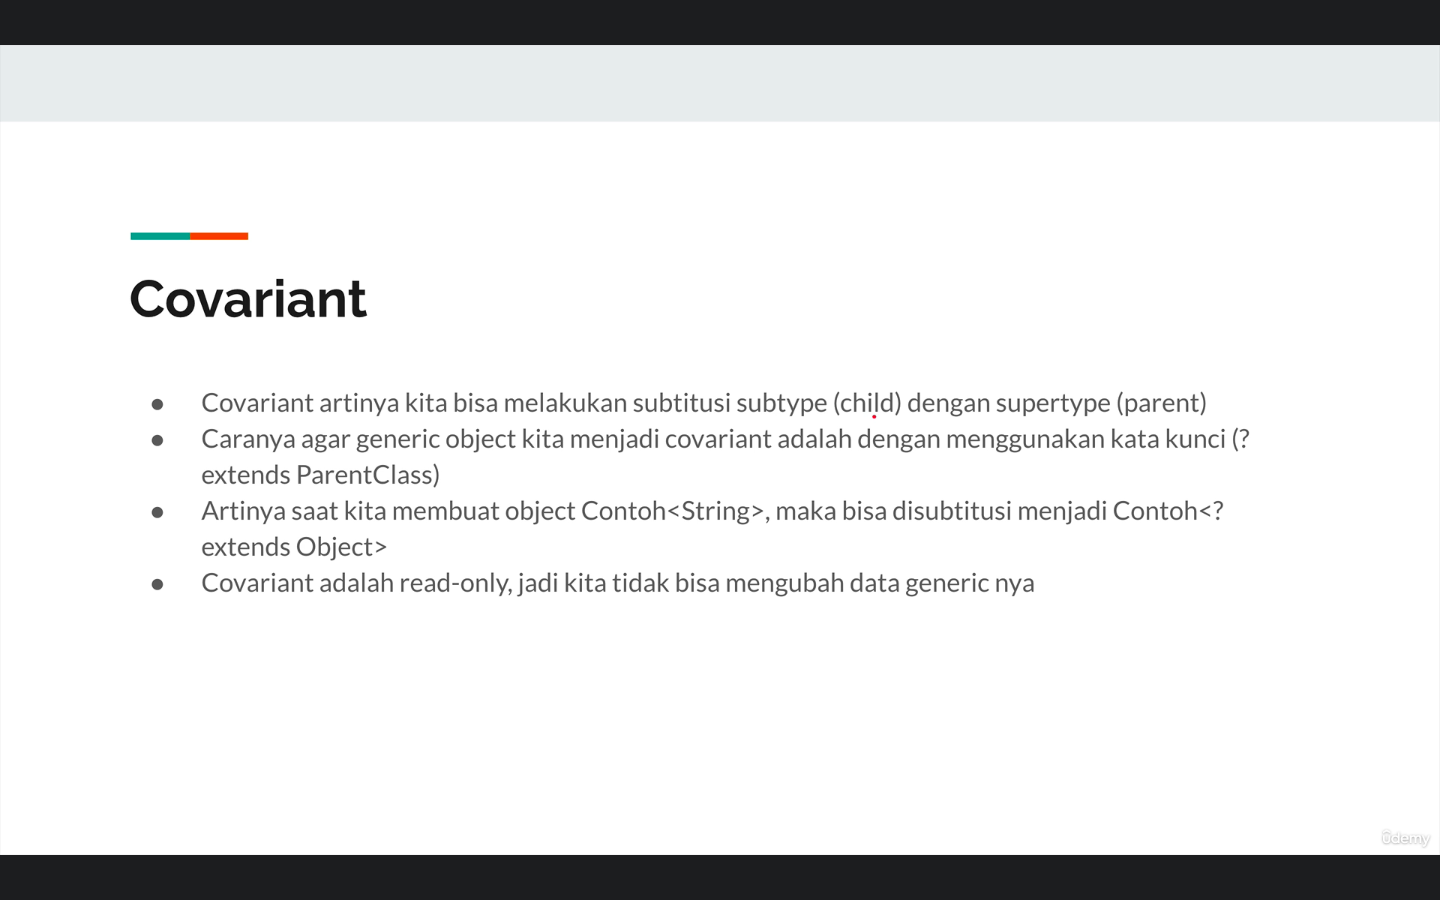 Covariant
● Covariant artinya kita bisa melakukan subtitusi subtype (child) dengan supertype (parent)
● Caranya agar generic object kita menjadi covariant adalah dengan menggunakan kata kunci (?
extends ParentClass)
● Artinya saat kita membuat object Contoh<String>, maka bisa disubtitusi menjadi Contoh<?
extends Object>
● Covariant adalah read-only, jadi kita tidak bisa mengubah data generic nya
ûdemy